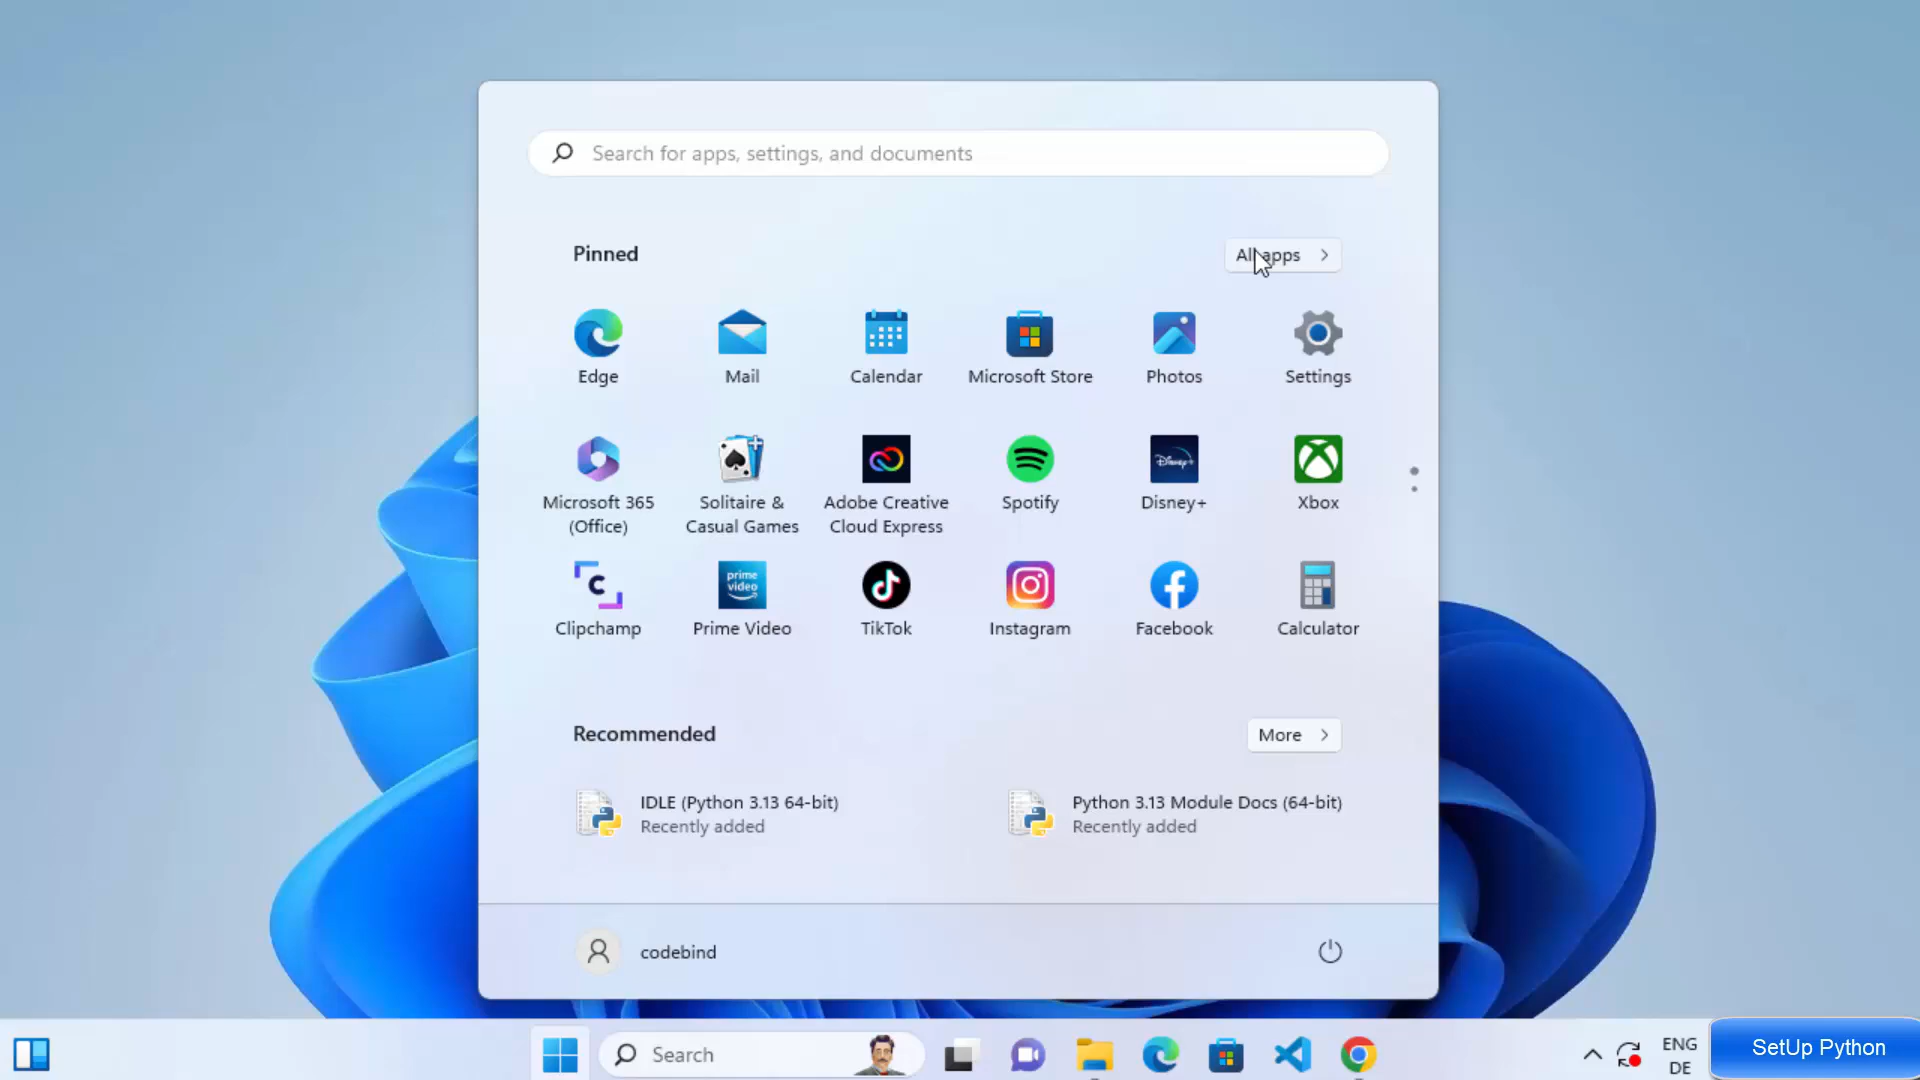 Search for apps, settings, and documents
Pinned
All apps
Edge
Mail
Calendar
Microsoft Store
Photos
Settings
Microsoft 365
(Office)
Solitaire &
Casual Games
Adobe Creative
Cloud Express
Spotify
Disney+
Disney+
Xbox
Clipchamp
prime
video
Prime Video
TikTok
Instagram
Facebook
Calculator
Recommended
More
IDLE (Python 3.13 64-bit)
Recently added
Python 3.13 Module Docs (64-bit)
Recently added
codebind
Search
ENG
DE
SetUp Python